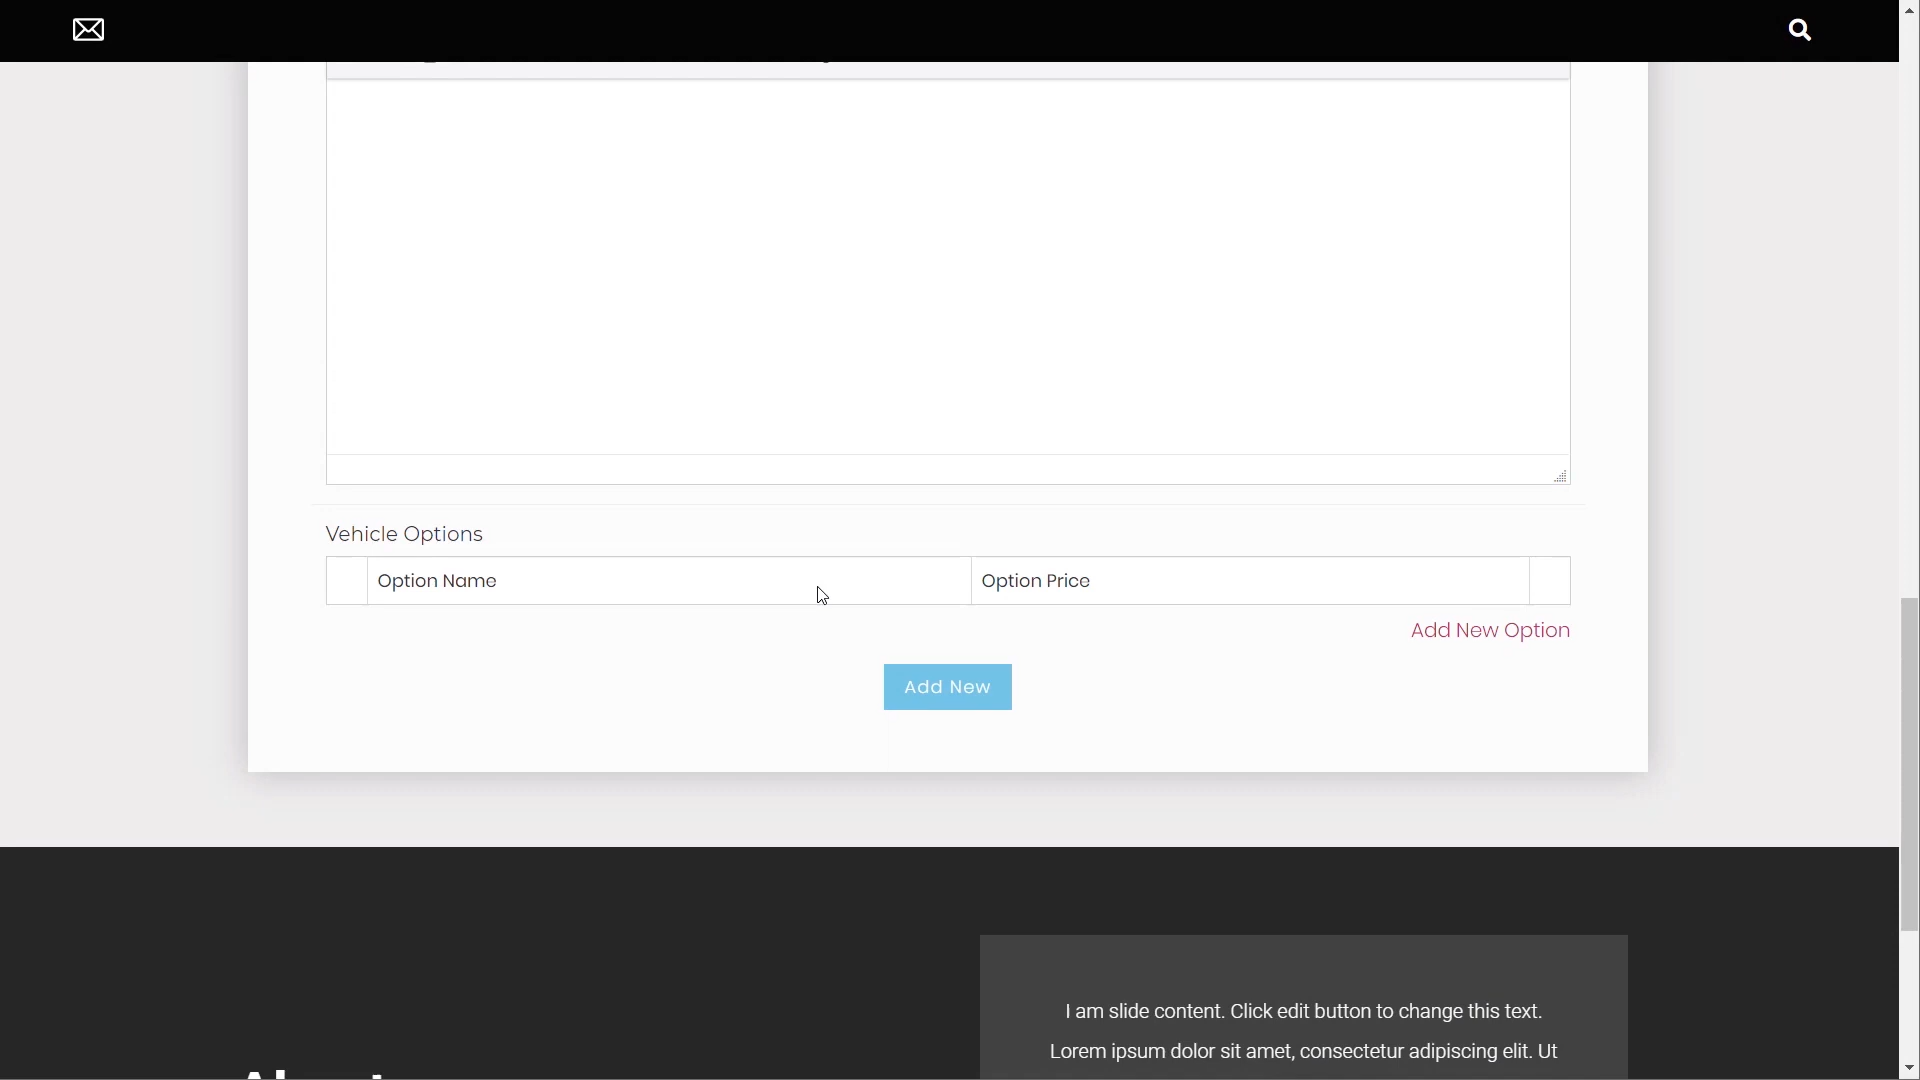 Vehicle Options
Option Name
Option Price
Add New Option
Add New
I am slide content. Click edit button to change this text.
Lorem ipsum dolor sit amet, consectetur adipiscing elit. Ut